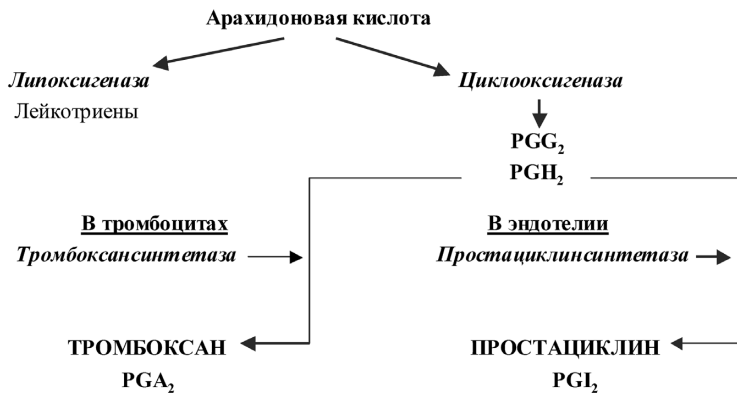 Арахидоновая кислота
Липоксигеназа
Циклооксигеназа
Лейкотриены
PGG₂
PGH₂
В тромбоцитах
В эндотелии
Тромбоксансинтетаза
Простациклинсинтетаза
ТРОМБОКСАН
ПРОСТАЦИКЛИН
PGA₂
PGI₂